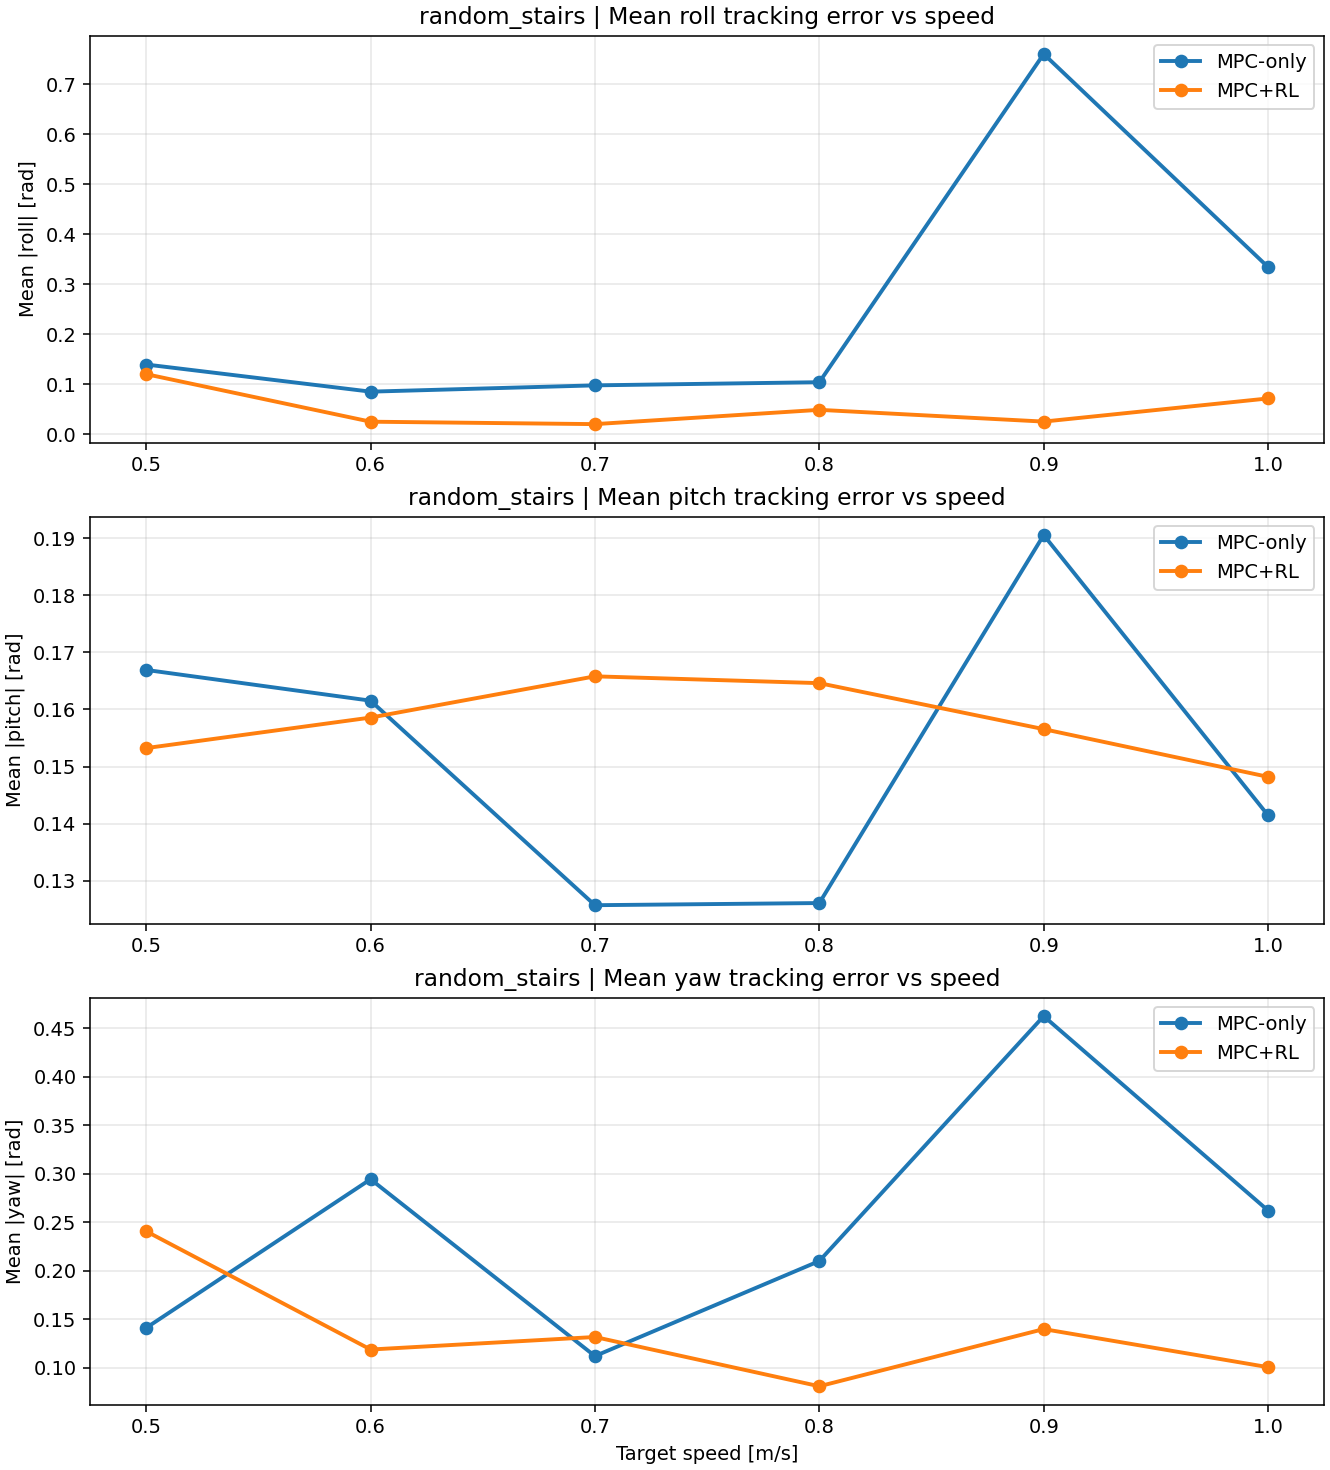 random_stairs | Mean roll tracking error vs speed
Mean |roll| [rad]
0.7
0.6
0.5
0.4
0.3
0.2
0.1
0.0
MPC-only
MPC+RL
0.5 0.6 0.7 0.8 0.9 1.0
random_stairs | Mean pitch tracking error vs speed
Mean |pitch| [rad]
0.19
0.18
0.17
0.16
0.15
0.14
0.13
MPC-only
MPC+RL
0.5 0.6 0.7 0.8 0.9 1.0
random_stairs | Mean yaw tracking error vs speed
Mean |yaw| [rad]
0.45
0.40
0.35
0.30
0.25
0.20
0.15
0.10
MPC-only
MPC+RL
0.5 0.6 0.7 0.8 0.9 1.0
Target speed [m/s]